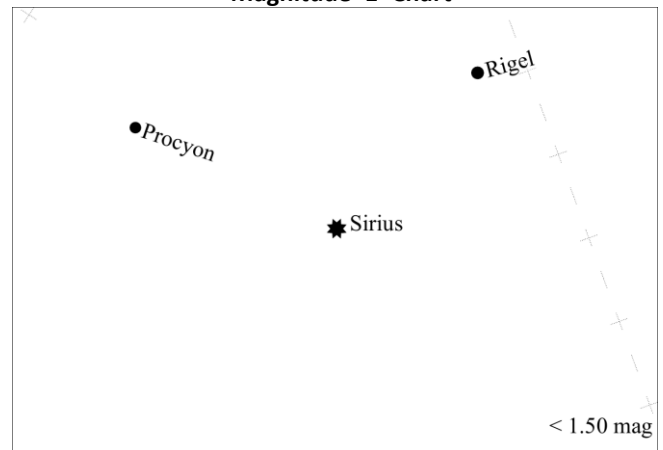 Magnitude 1 Chart
Rigel
Procyon
Sirius
< 1.50 mag